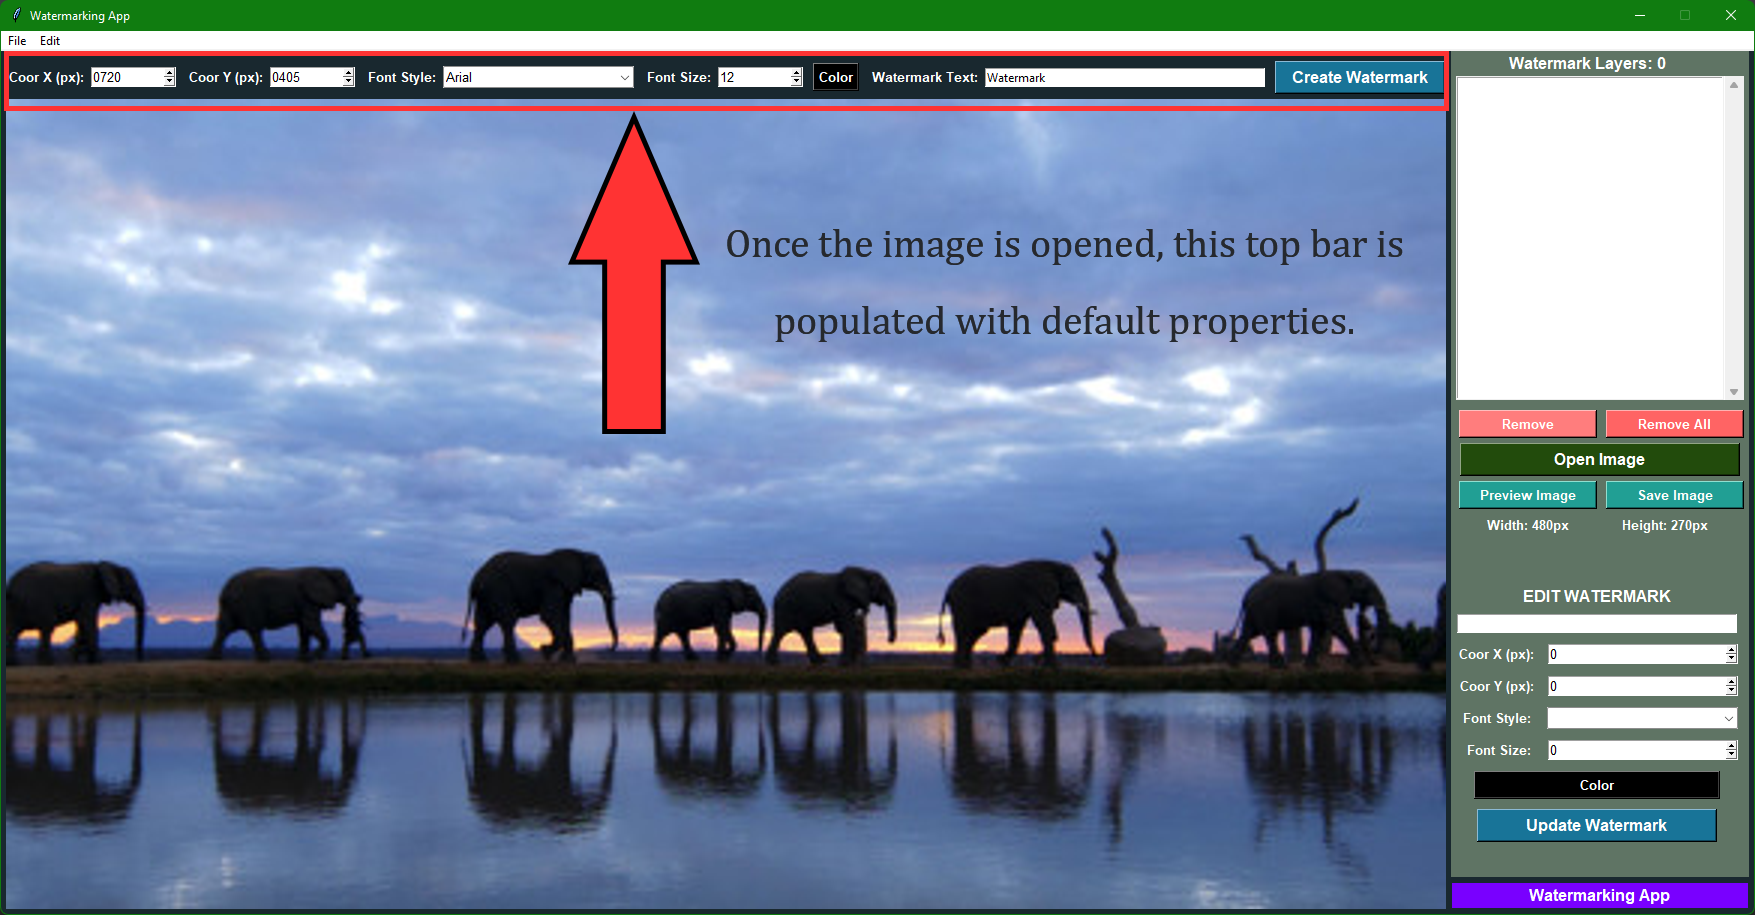 Watermarking App
File Edit
Coor X (px): 0720 Coor Y (px): 0405 Font Style: Arial Font Size: 12 Color Watermark Text: Watermark Create Watermark
Once the image is opened, this top bar is
populated with default properties.
Watermark Layers: 0
Remove Remove All
Open Image
Preview Image Save Image
Width: 480px Height: 270px
EDIT WATERMARK
Coor X (px): 0
Coor Y (px): 0
Font Style:
Font Size: 0
Color
Update Watermark
Watermarking App